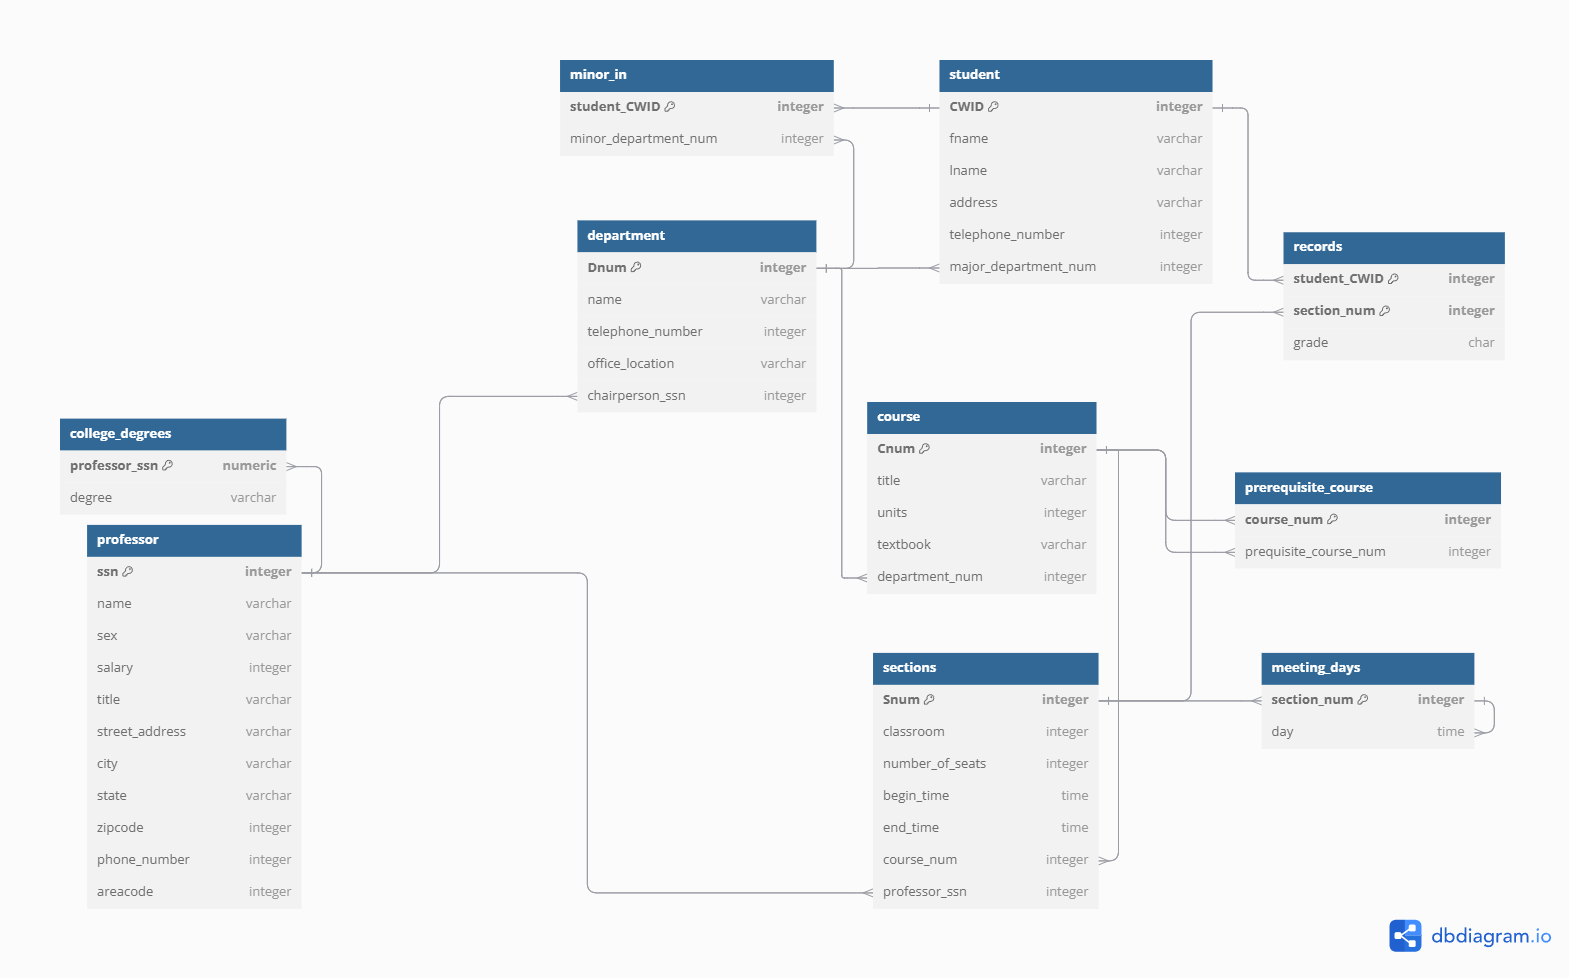 minor_in
student_CWID integer
minor_department_num integer
student
CWID integer
fname varchar
lname varchar
address varchar
telephone_number integer
major_department_num integer
department
Dnum integer
name varchar
telephone_number integer
office_location varchar
chairperson_ssn integer
records
student_CWID integer
section_num integer
grade char
college_degrees
professor_ssn numeric
degree varchar
course
Cnum integer
title varchar
units integer
textbook varchar
department_num integer
prerequisite_course
course_num integer
prequisite_course_num integer
professor
ssn integer
name varchar
sex varchar
salary integer
title varchar
street_address varchar
city varchar
state varchar
zipcode integer
phone_number integer
areacode integer
sections
Snum integer
classroom integer
number_of_seats integer
begin_time time
end_time time
course_num integer
professor_ssn integer
meeting_days
section_num integer
day time
dbdiagram.io